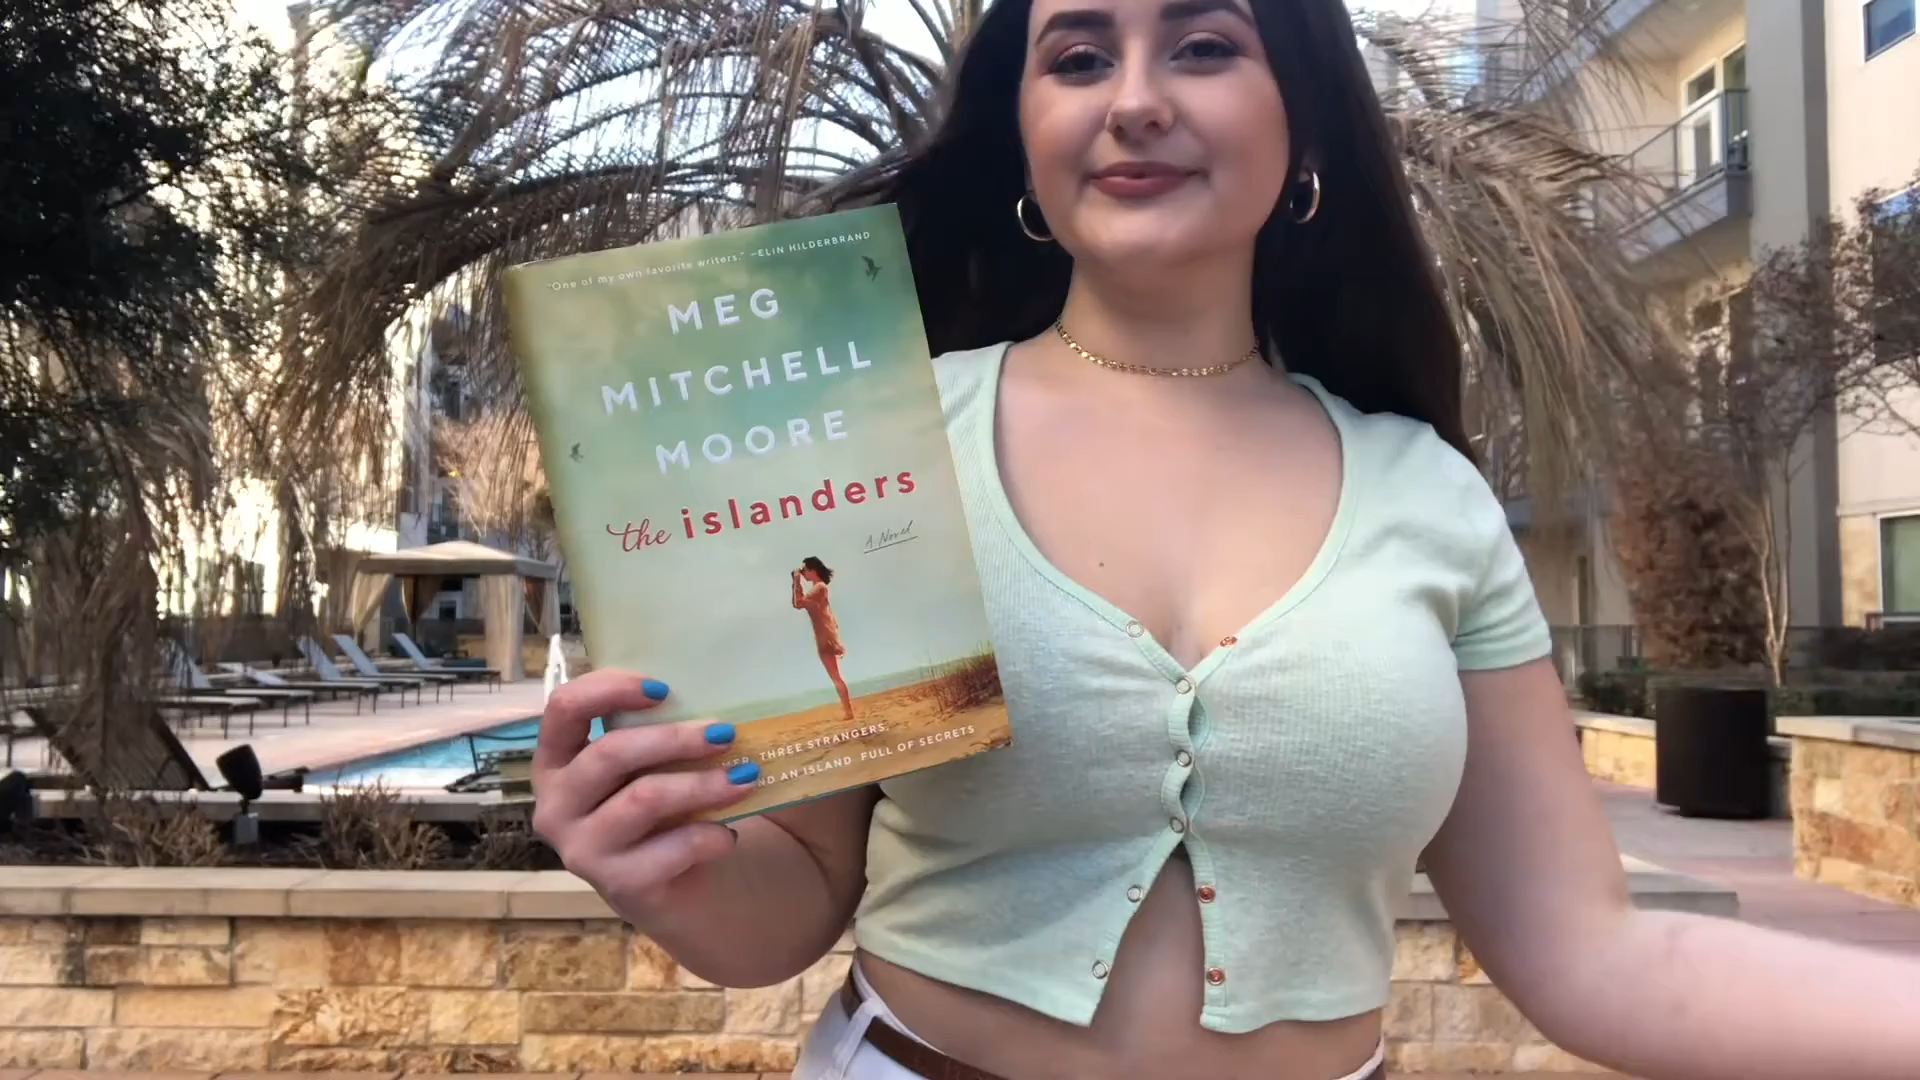 "One of my own favorite writers." —ELIN HILDERBRAND
MEG
MITCHELL
MOORE
the islanders
A Novel
THREE STRANGERS,
AN ISLAND FULL OF SECRETS